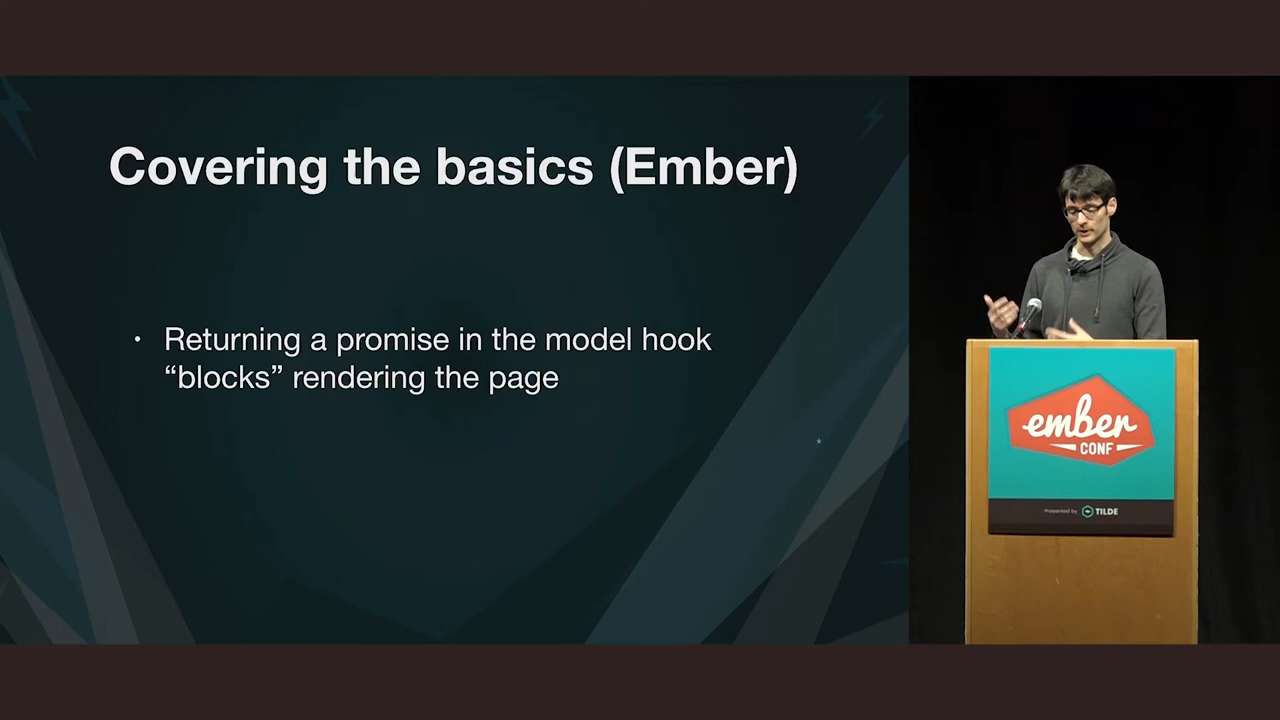 Covering the basics (Ember)
• Returning a promise in the model hook
“blocks” rendering the page
ember
CONF
Presented by TILDE